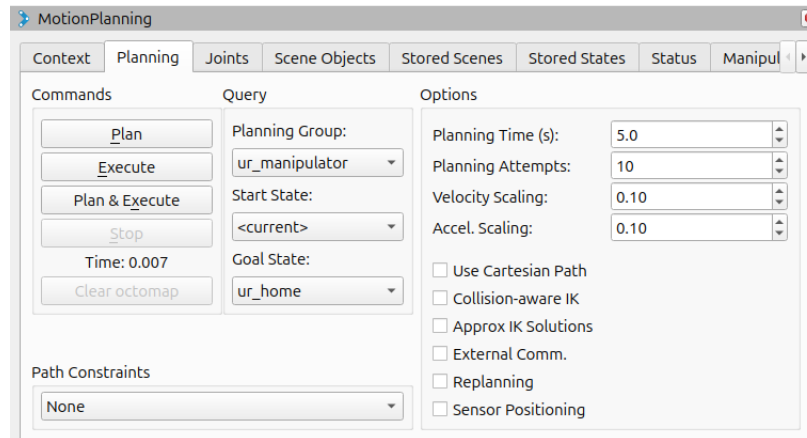 MotionPlanning
Context Planning Joints Scene Objects Stored Scenes Stored States Status Manipul
Commands
Plan
Execute
Plan & Execute
Stop
Time: 0.007
Clear octomap
Query
Planning Group:
ur_manipulator
Start State:
<current>
Goal State:
ur_home
Options
Planning Time (s): 5.0
Planning Attempts: 10
Velocity Scaling: 0.10
Accel. Scaling: 0.10
Use Cartesian Path
Collision-aware IK
Approx IK Solutions
External Comm.
Replanning
Sensor Positioning
Path Constraints
None